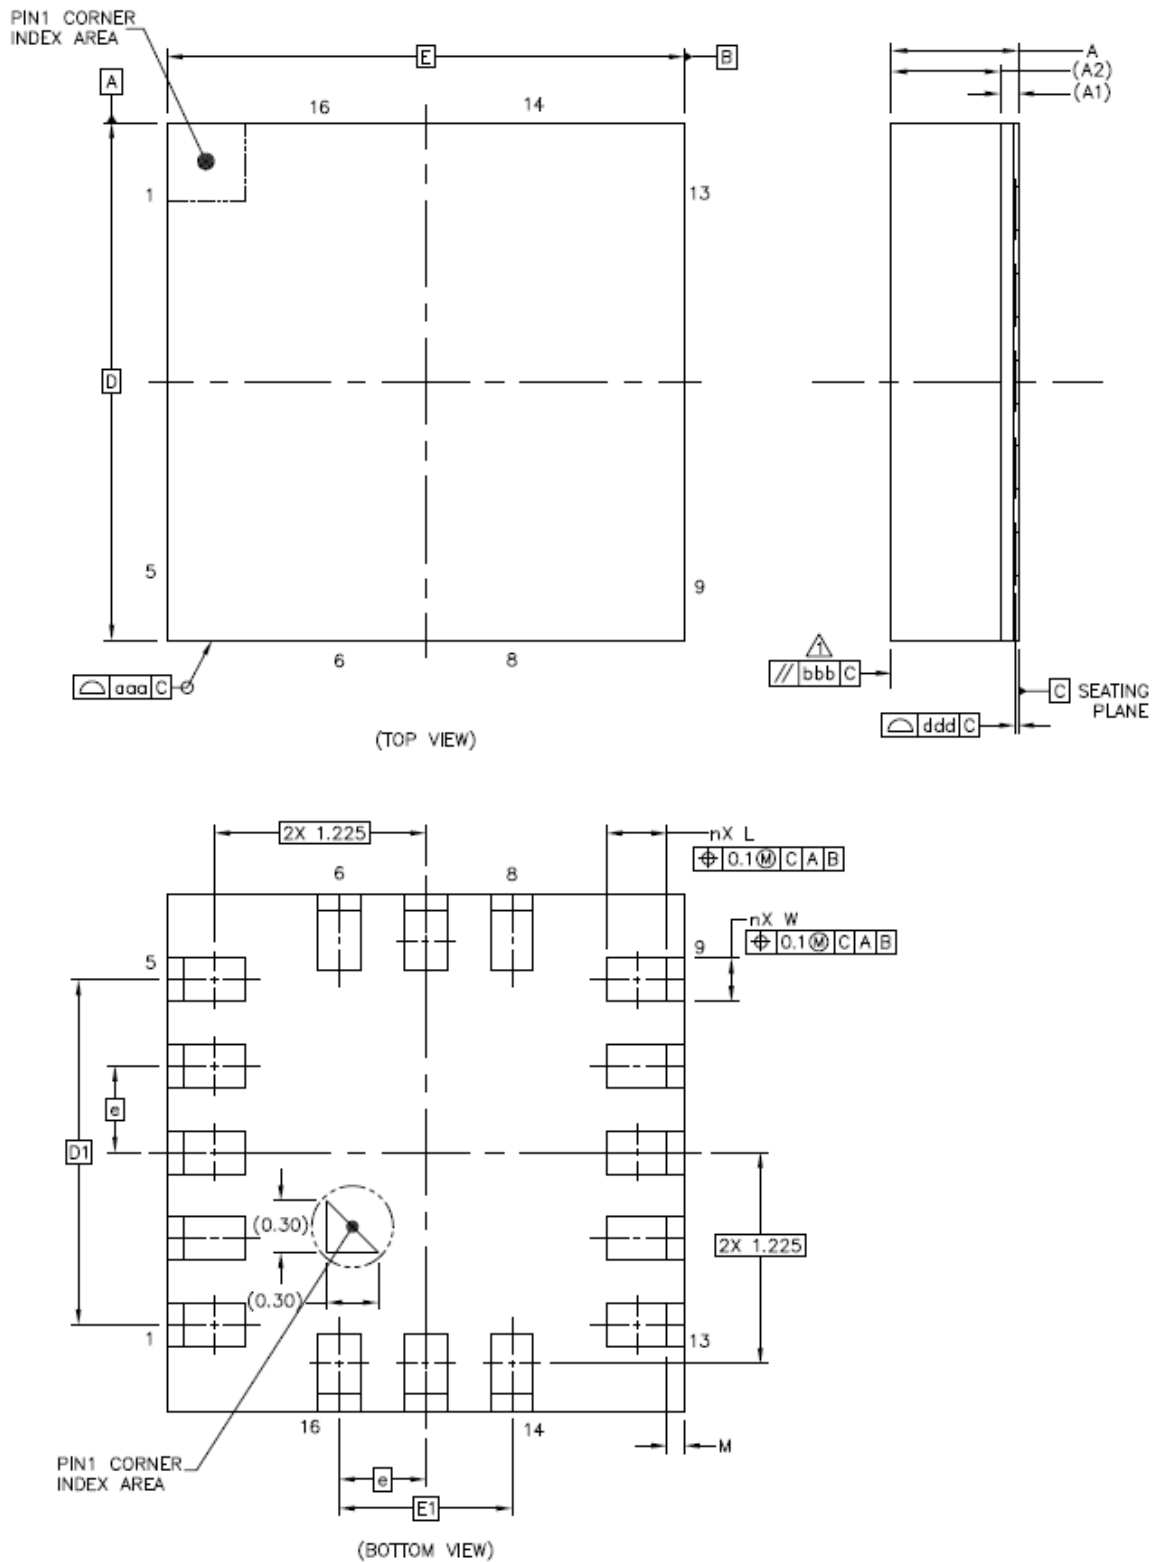 PIN1 CORNER
INDEX AREA
E
B
A
A
(A2)
(A1)
16
14
1
13
D
5
9
6
8
aaa C
1
// bbb C
C SEATING
PLANE
ddd C
(TOP VIEW)
2X 1.225
nX L
⌖ 0.1Ⓜ C A B
6
8
nX W
⌖ 0.1Ⓜ C A B
5
9
e
D1
(0.30)
2X 1.225
(0.30)
1
13
16
14
M
PIN1 CORNER
INDEX AREA
e
E1
(BOTTOM VIEW)